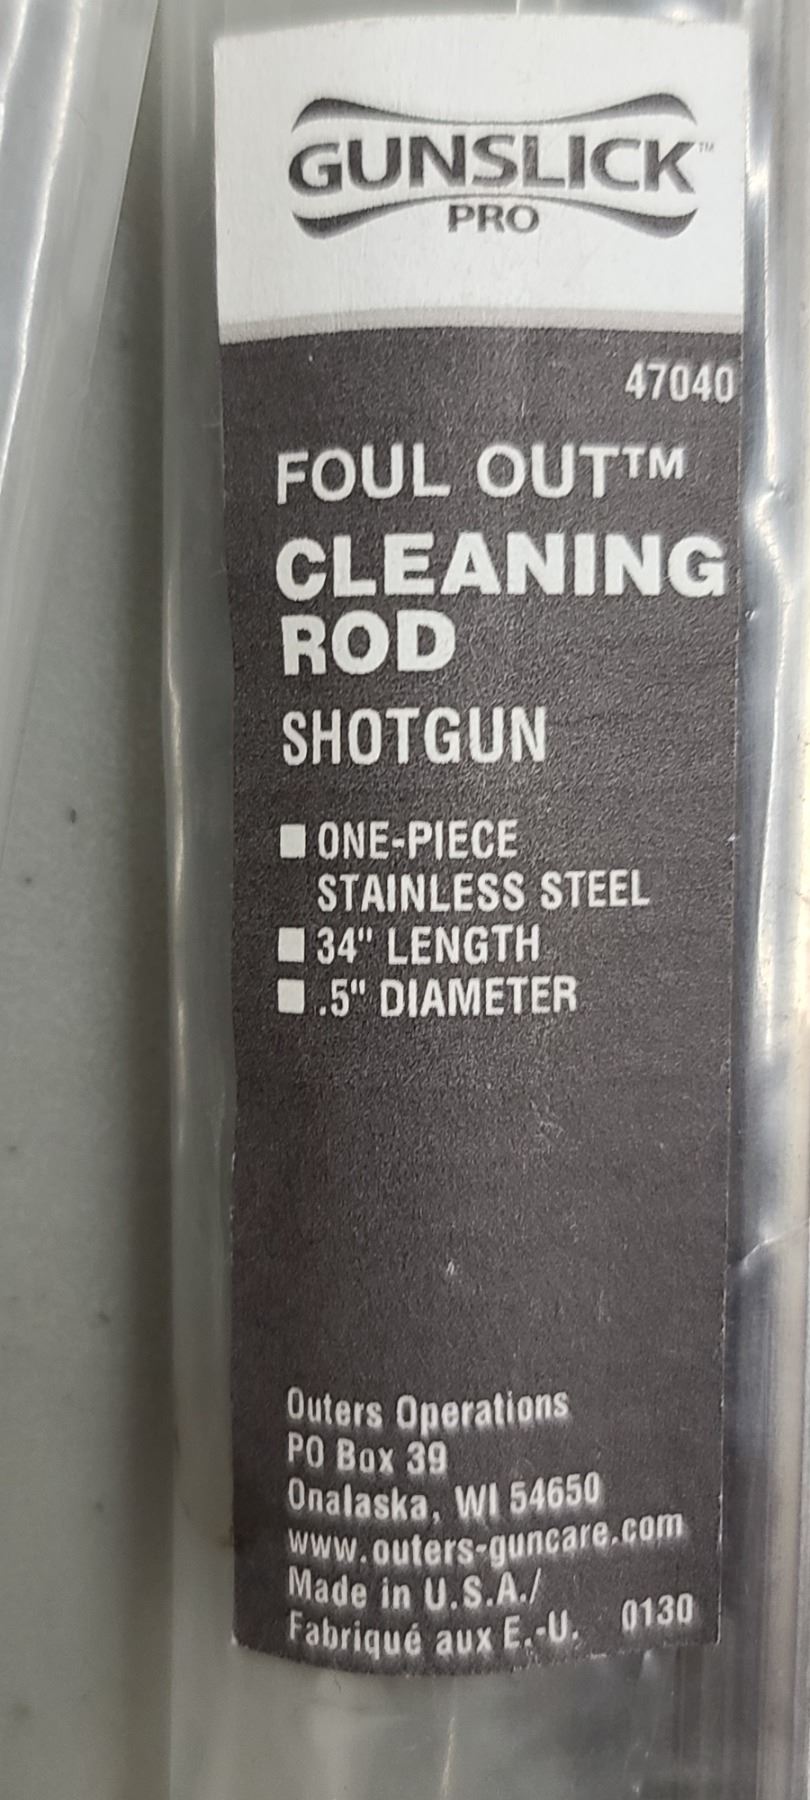 GUNSLICK™
PRO
47040
FOUL OUT™
CLEANING
ROD
SHOTGUN
■ ONE-PIECE
STAINLESS STEEL
■ 34" LENGTH
■ .5" DIAMETER
Outers Operations
PO Box 39
Onalaska, WI 54650
www.outers-guncare.com
Made in U.S.A./
Fabriqué aux E.-U. 0130